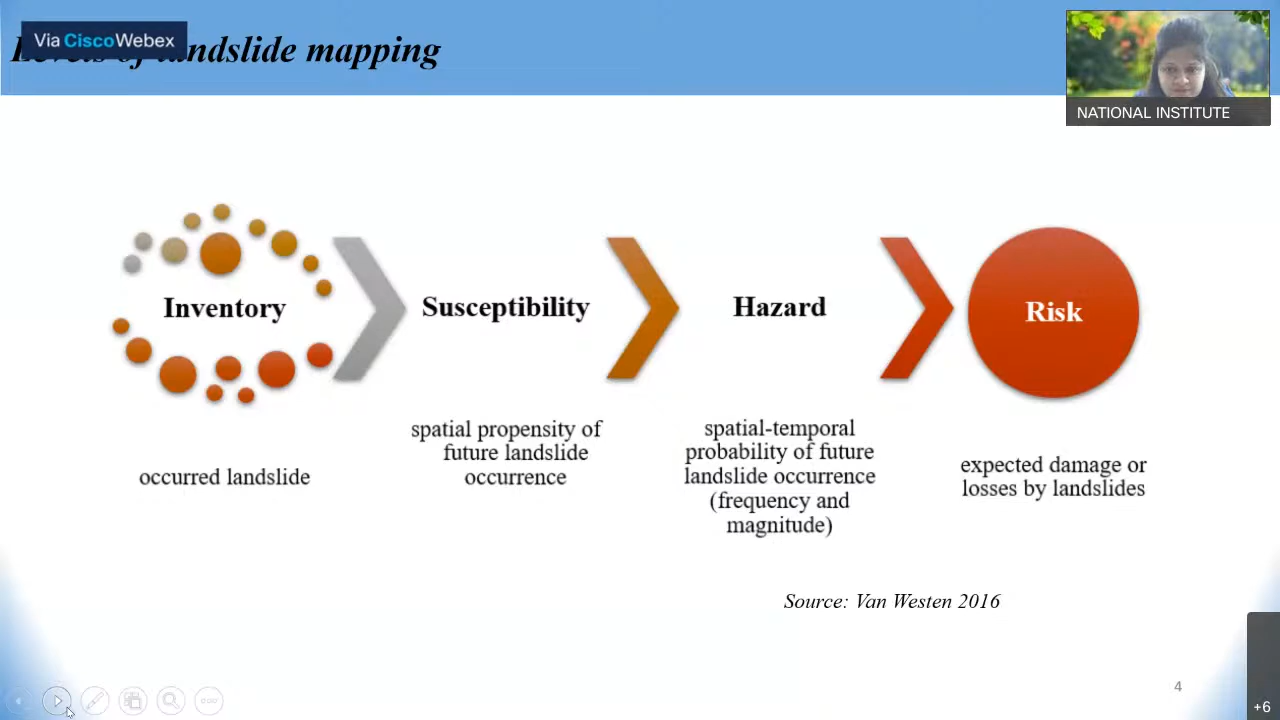 Via Cisco Webex
landslide mapping
NATIONAL INSTITUTE
Inventory
Susceptibility
Hazard
Risk
occurred landslide
spatial propensity of
future landslide
occurrence
spatial-temporal
probability of future
landslide occurrence
(frequency and
magnitude)
expected damage or
losses by landslides
Source: Van Westen 2016
4
+6